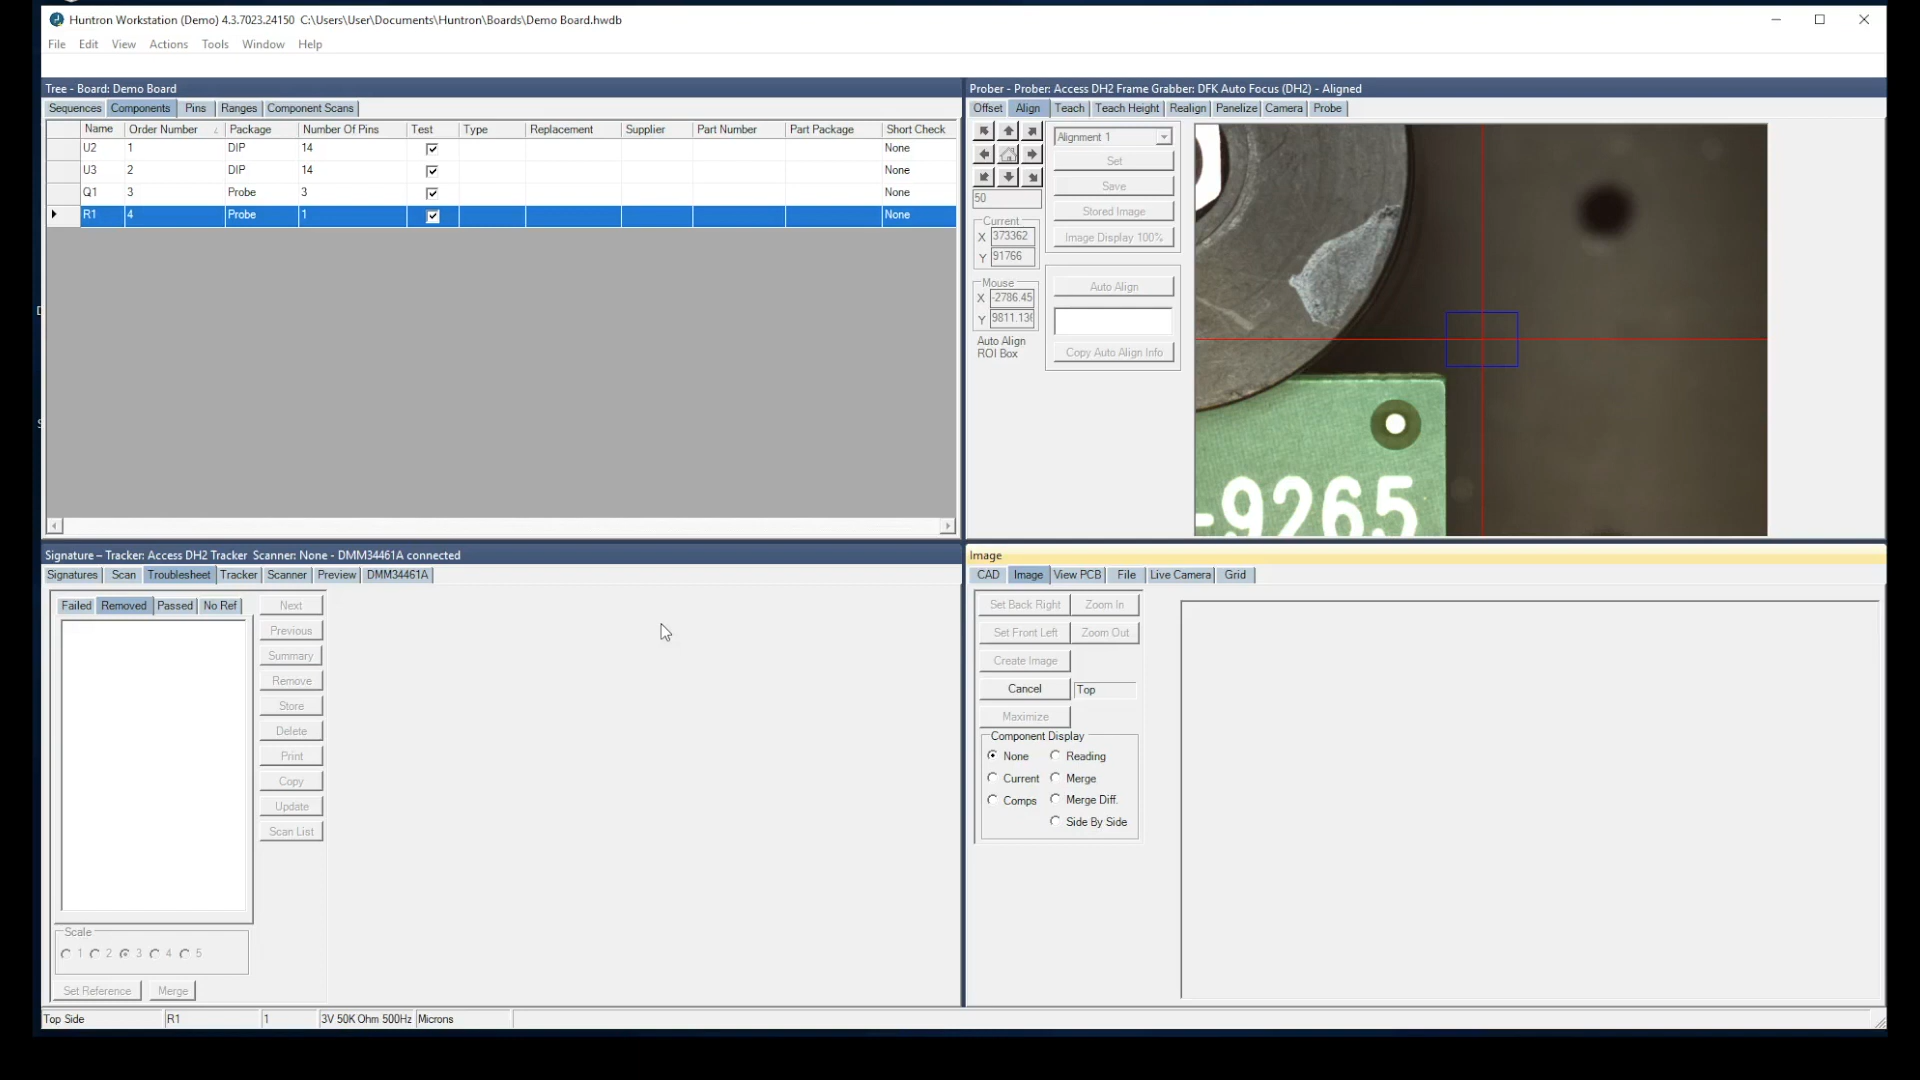 Huntron Workstation (Demo) 4.3.7023.24150 C:\Users\User\Documents\Huntron\Boards\Demo Board.hwdb
File Edit View Actions Tools Window Help
Tree - Board: Demo Board
Sequences Components Pins Ranges Component Scans
Name Order Number Package Number Of Pins Test Type Replacement Supplier Part Number Part Package Short Check
U2 1 DIP 14 None
U3 2 DIP 14 None
Q1 3 Probe 3 None
R1 4 Probe 1 None
Prober - Prober: Access DH2 Frame Grabber: DFK Auto Focus (DH2) - Aligned
Offset Align Teach Teach Height Realign Panelize Camera Probe
Alignment 1
Set
Save
50
Stored Image
Current
X 373362
Image Display 100%
Y 91766
Mouse
Auto Align
X -2786.45
Y 9811.136
Auto Align
ROI Box
Copy Auto Align Info
-9265
Signature – Tracker: Access DH2 Tracker Scanner: None - DMM34461A connected
Signatures Scan Troubleshoot Tracker Scanner Preview DMM34461A
Failed Removed Passed No Ref
Next
Previous
Summary
Remove
Store
Delete
Print
Copy
Update
Scan List
Scale
1 2 3 4 5
Set Reference Merge
Image
CAD Image View PCB File Live Camera Grid
Set Back Right Zoom In
Set Front Left Zoom Out
Create Image
Cancel Top
Maximize
Component Display
None Reading
Current Merge
Comps Merge Diff.
Side By Side
Top Side R1 1 3V 50K Ohm 500Hz Microns